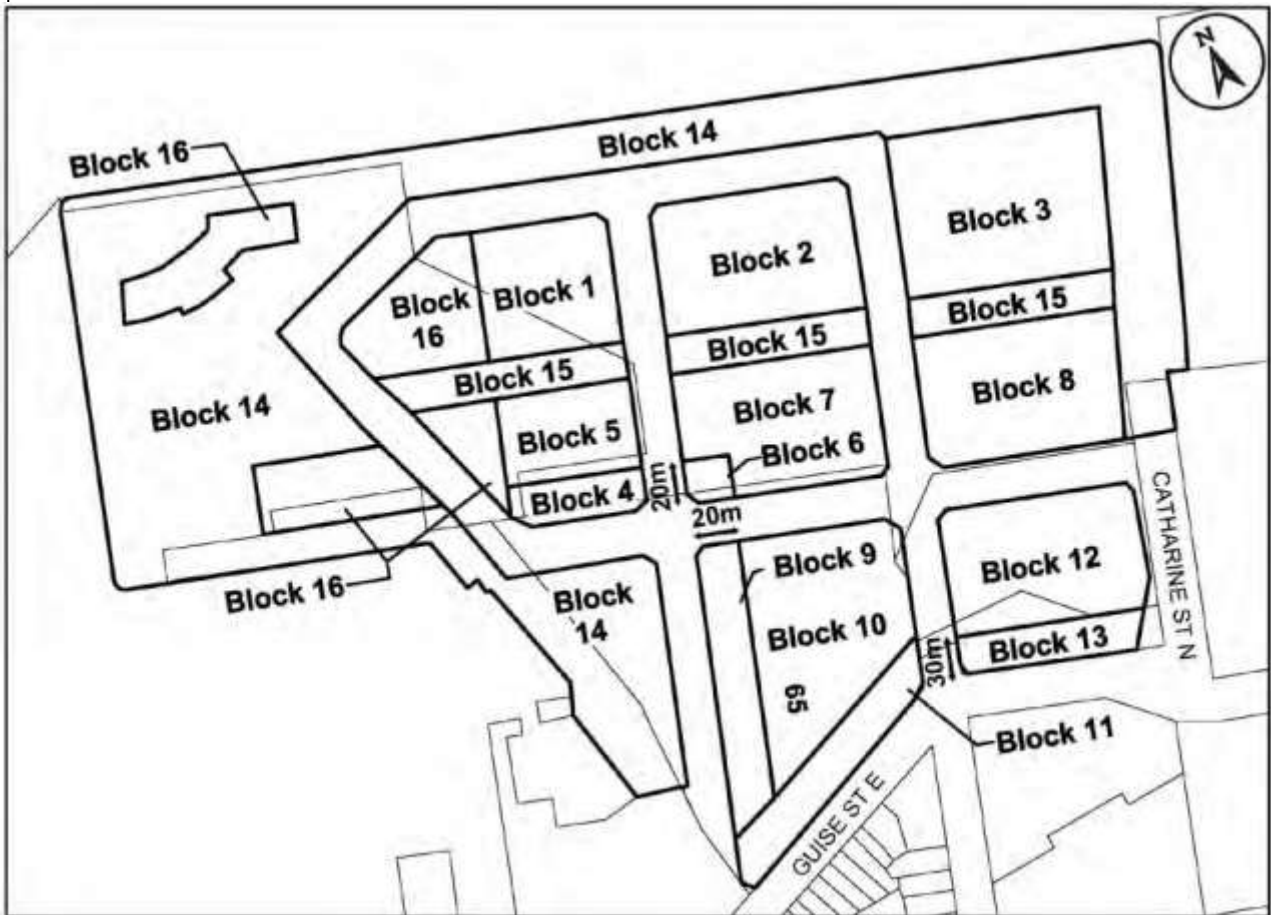 N
Block 14
Block 16
Block 3
Block 2
Block
16
Block 1
Block 15
Block 15
Block 15
Block 14
Block 7
Block 8
Block 5
Block 6
Block 4
20m
20m
CATHARINE ST N
Block 9
Block 12
Block 16
Block
14
Block 10
Block 13
30m
65
Block 11
GUISE ST E